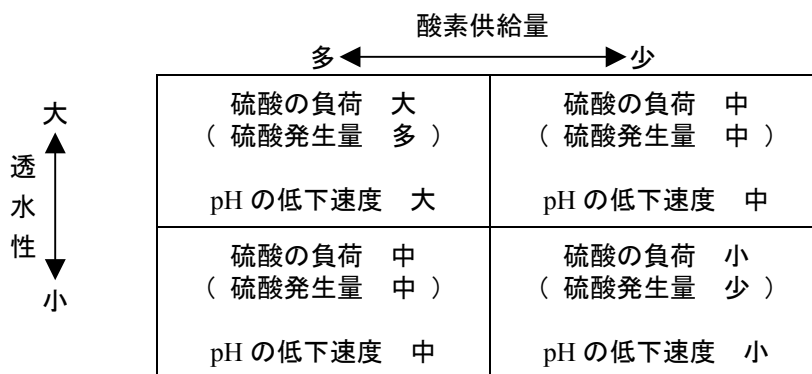 酸素供給量
多 少
大
透水性
小
硫酸の負荷 大
( 硫酸発生量 多 )
pH の低下速度 大
硫酸の負荷 中
( 硫酸発生量 中 )
pH の低下速度 中
硫酸の負荷 中
( 硫酸発生量 中 )
pH の低下速度 中
硫酸の負荷 小
( 硫酸発生量 少 )
pH の低下速度 小